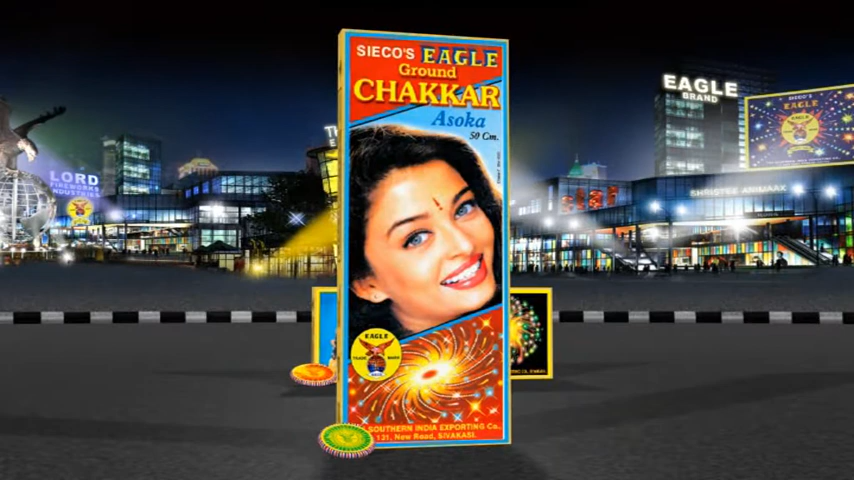 SIECO'S EAGLE
Ground
CHAKKAR
Asoka
50 Cm.
EAGLE
TRADE MARK
SOUTHERN INDIA EXPORTING Co.,
131, New Road, SIVAKASI.
EAGLE
BRAND
SIECO'S
EAGLE
LORD
FIREWORKS
INDUSTRIES
star
SHRISTEE ANIMAAX